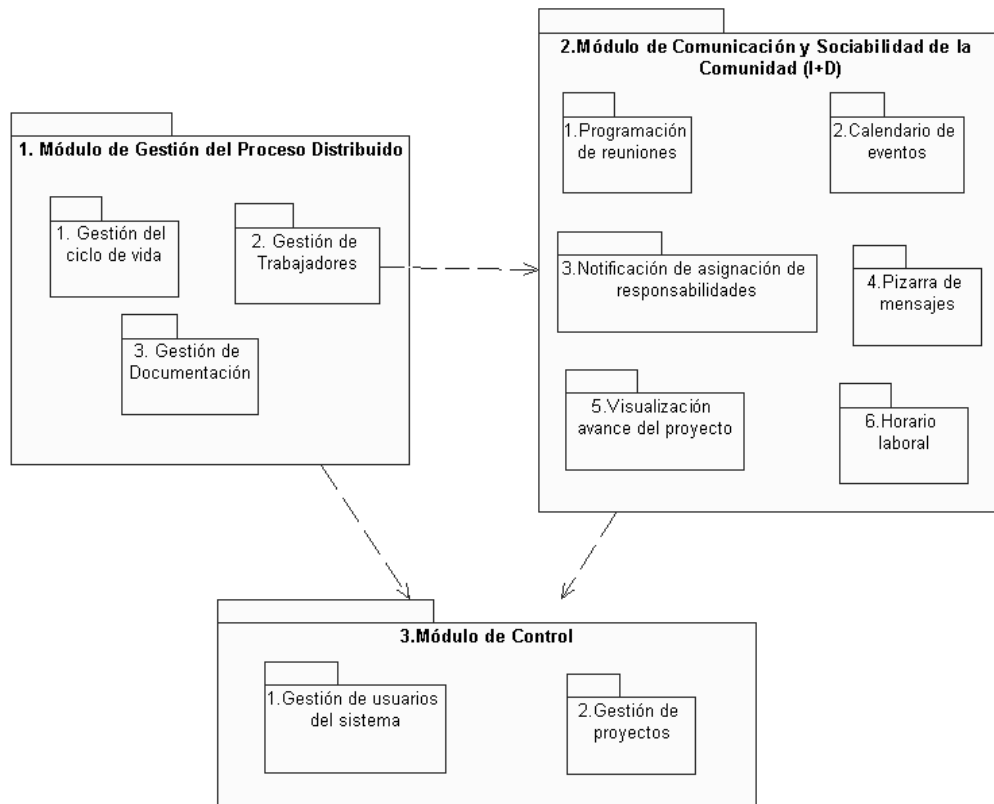 1. Módulo de Gestión del Proceso Distribuido
1. Gestión del
ciclo de vida
2. Gestión de
Trabajadores
3. Gestión de
Documentación
2.Módulo de Comunicación y Sociabilidad de la
Comunidad (I+D)
1.Programación
de reuniones
2.Calendario de
eventos
3.Notificación de asignación de
responsabilidades
4.Pizarra de
mensajes
5.Visualización
avance del proyecto
6.Horario
laboral
3.Módulo de Control
1.Gestión de usuarios
del sistema
2.Gestión de
proyectos